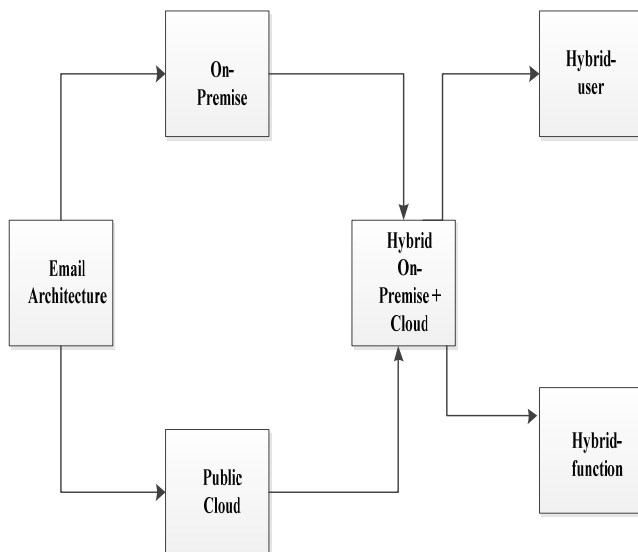 On-
Premise
Hybrid-
user
Email
Architecture
Hybrid
On-
Premise +
Cloud
Public
Cloud
Hybrid-
function